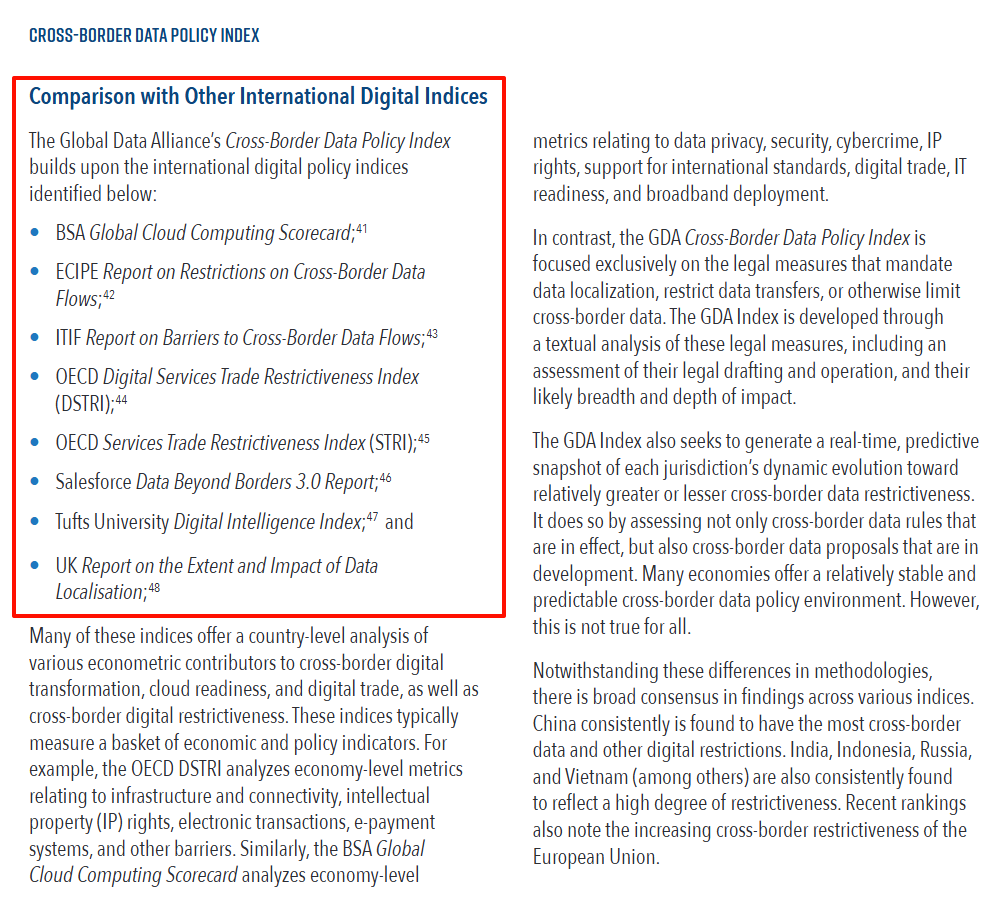 CROSS-BORDER DATA POLICY INDEX
Comparison with Other International Digital Indices
The Global Data Alliance's Cross-Border Data Policy Index
builds upon the international digital policy indices
identified below:
• BSA Global Cloud Computing Scorecard;41
• ECIPE Report on Restrictions on Cross-Border Data
Flows;42
• ITIF Report on Barriers to Cross-Border Data Flows;43
• OECD Digital Services Trade Restrictiveness Index
(DSTRI);44
• OECD Services Trade Restrictiveness Index (STRI);45
• Salesforce Data Beyond Borders 3.0 Report;46
• Tufts University Digital Intelligence Index;47 and
• UK Report on the Extent and Impact of Data
Localisation;48
Many of these indices offer a country-level analysis of
various econometric contributors to cross-border digital
transformation, cloud readiness, and digital trade, as well as
cross-border digital restrictiveness. These indices typically
measure a basket of economic and policy indicators. For
example, the OECD DSTRI analyzes economy-level metrics
relating to infrastructure and connectivity, intellectual
property (IP) rights, electronic transactions, e-payment
systems, and other barriers. Similarly, the BSA Global
Cloud Computing Scorecard analyzes economy-level
metrics relating to data privacy, security, cybercrime, IP
rights, support for international standards, digital trade, IT
readiness, and broadband deployment.
In contrast, the GDA Cross-Border Data Policy Index is
focused exclusively on the legal measures that mandate
data localization, restrict data transfers, or otherwise limit
cross-border data. The GDA Index is developed through
a textual analysis of these legal measures, including an
assessment of their legal drafting and operation, and their
likely breadth and depth of impact.
The GDA Index also seeks to generate a real-time, predictive
snapshot of each jurisdiction's dynamic evolution toward
relatively greater or lesser cross-border data restrictiveness.
It does so by assessing not only cross-border data rules that
are in effect, but also cross-border data proposals that are in
development. Many economies offer a relatively stable and
predictable cross-border data policy environment. However,
this is not true for all.
Notwithstanding these differences in methodologies,
there is broad consensus in findings across various indices.
China consistently is found to have the most cross-border
data and other digital restrictions. India, Indonesia, Russia,
and Vietnam (among others) are also consistently found
to reflect a high degree of restrictiveness. Recent rankings
also note the increasing cross-border restrictiveness of the
European Union.